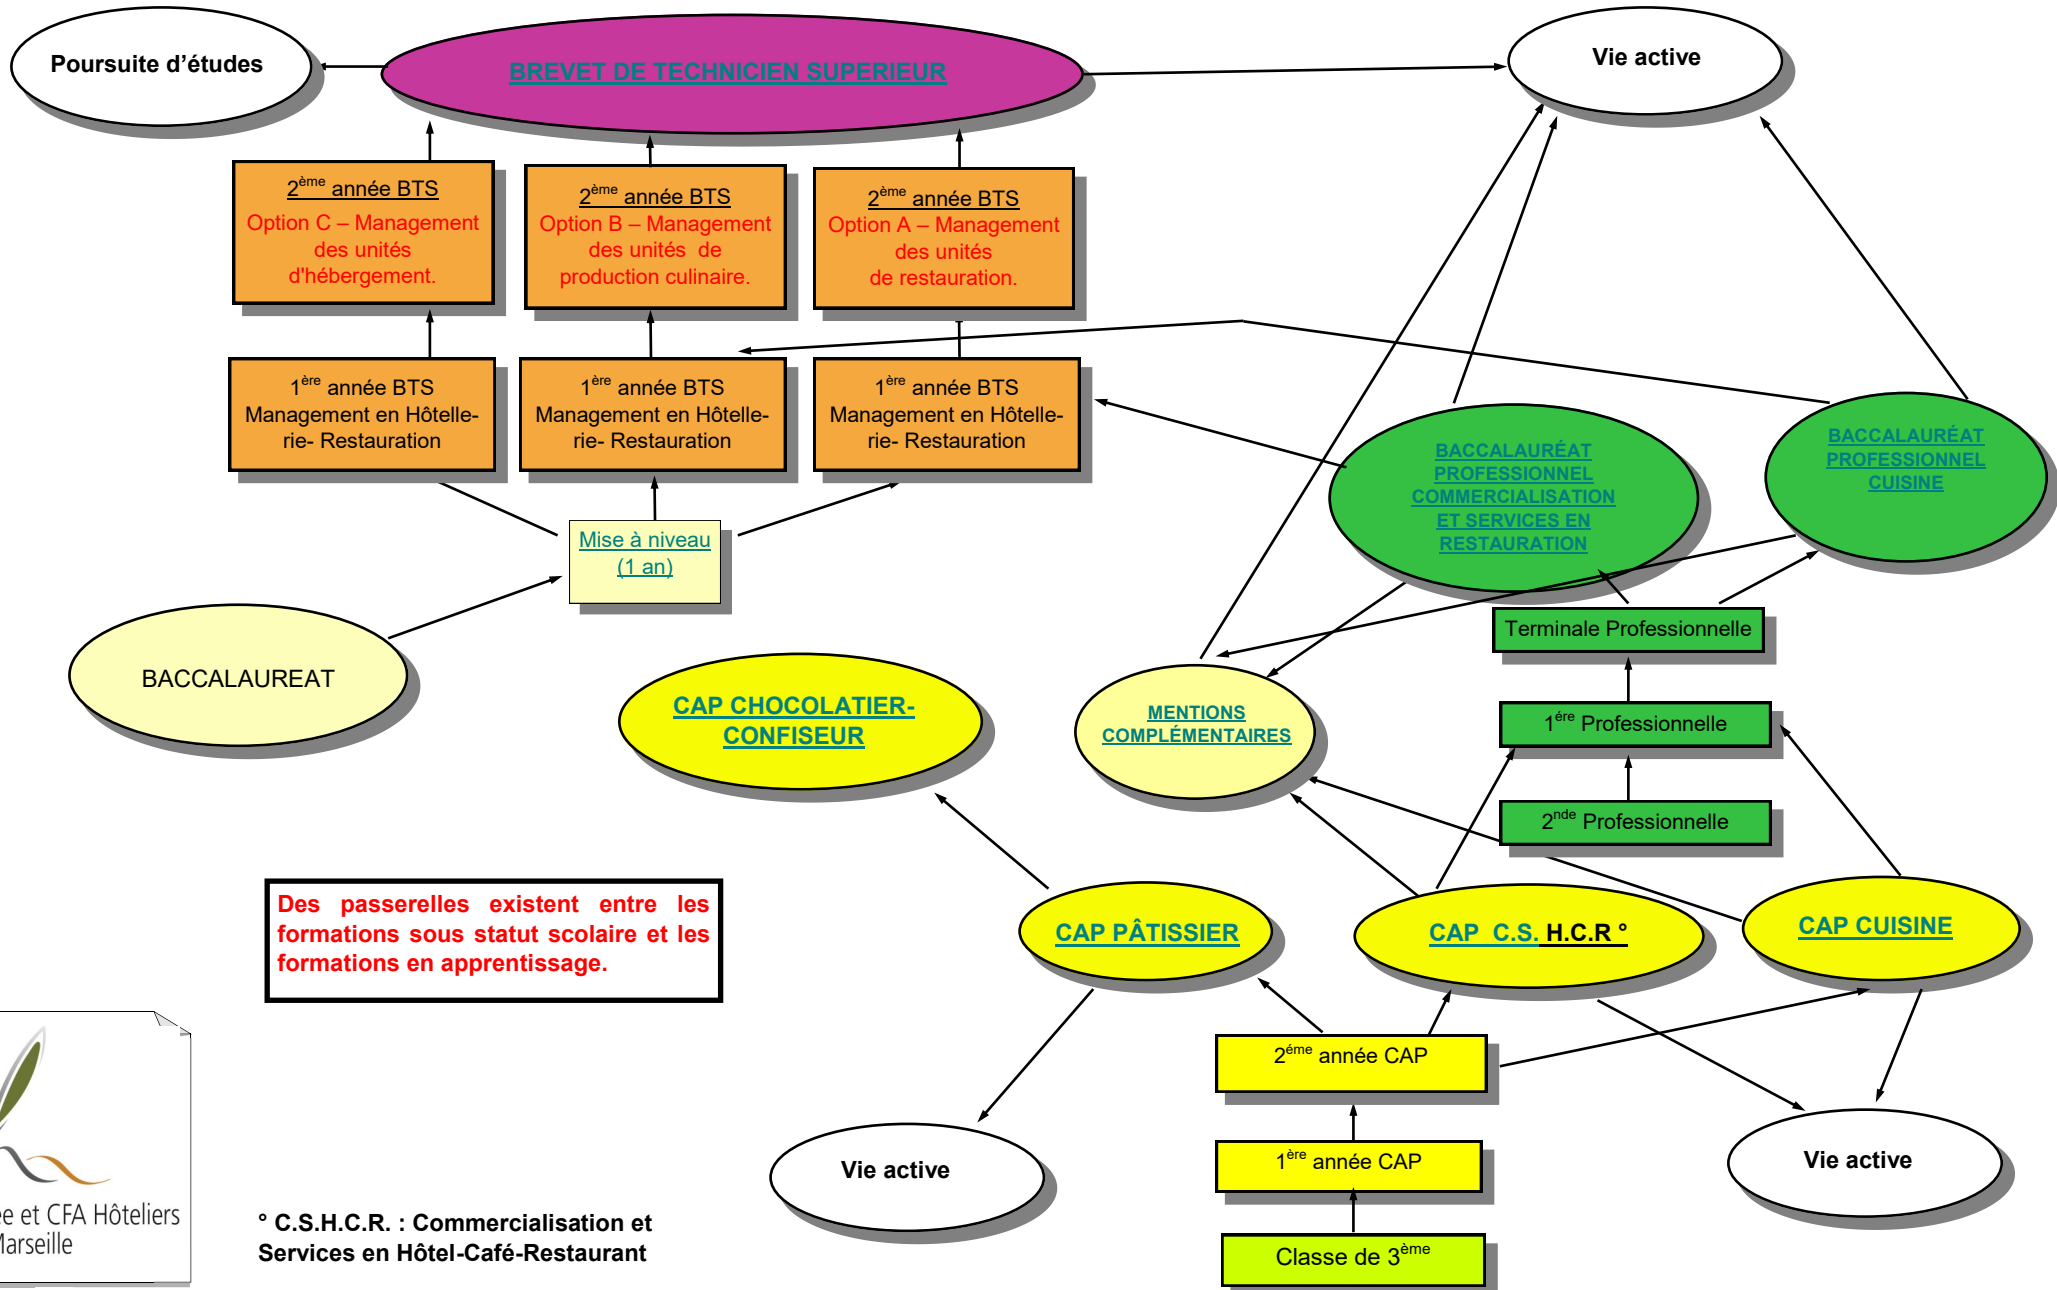 Poursuite d'études
BREVET DE TECHNICIEN SUPERIEUR
Vie active
2ème année BTS
Option C – Management
des unités
d'hébergement.
2ème année BTS
Option B – Management
des unités de
production culinaire.
2ème année BTS
Option A – Management
des unités
de restauration.
1ère année BTS
Management en Hôtelle-
rie- Restauration
1ère année BTS
Management en Hôtelle-
rie- Restauration
1ère année BTS
Management en Hôtelle-
rie- Restauration
BACCALAURÉAT
PROFESSIONNEL
COMMERCIALISATION
ET SERVICES EN
RESTAURATION
BACCALAURÉAT
PROFESSIONNEL
CUISINE
Mise à niveau
(1 an)
Terminale Professionnelle
BACCALAUREAT
CAP CHOCOLATIER-
CONFISEUR
MENTIONS
COMPLÉMENTAIRES
1ére Professionnelle
2nde Professionnelle
Des passerelles existent entre les
formations sous statut scolaire et les
formations en apprentissage.
CAP PÂTISSIER
CAP C.S. H.C.R °
CAP CUISINE
2éme année CAP
1ère année CAP
Classe de 3ème
Vie active
Vie active
et CFA Hôteliers
Marseille
° C.S.H.C.R. : Commercialisation et
Services en Hôtel-Café-Restaurant